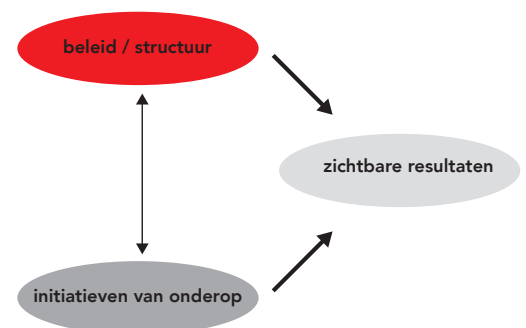 beleid / structuur
zichtbare resultaten
initiatieven van onderop